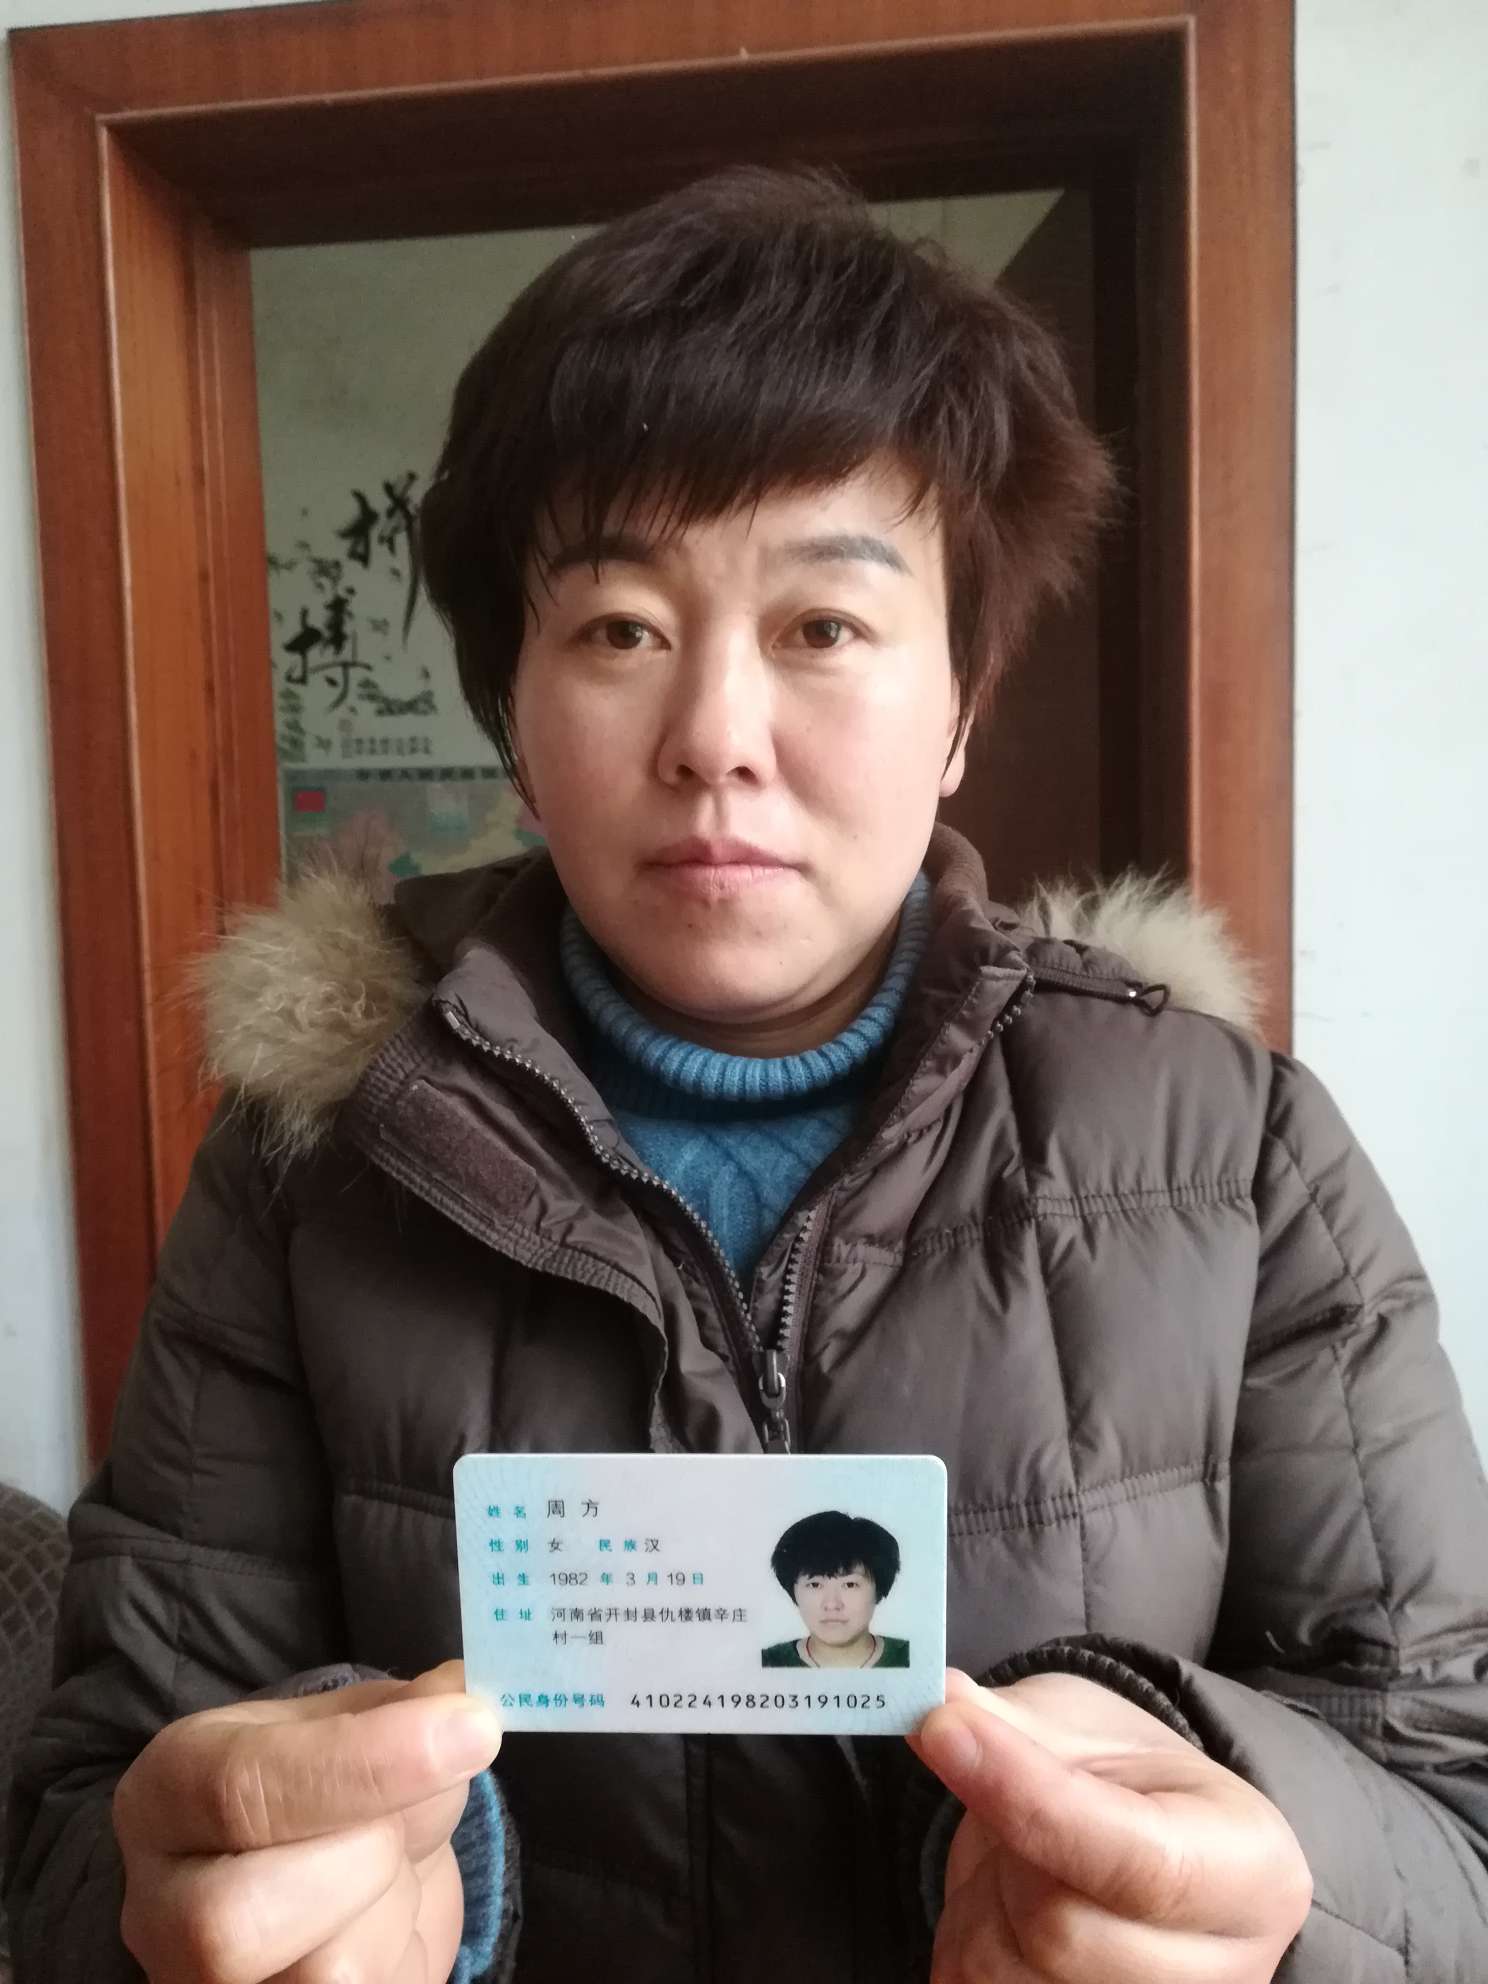 拼
搏
姓名 周方
性别 女 民族 汉
出生 1982 年 3 月 19 日
住址 河南省开封县仇楼镇辛庄
村一组
公民身份号码 410224198203191025